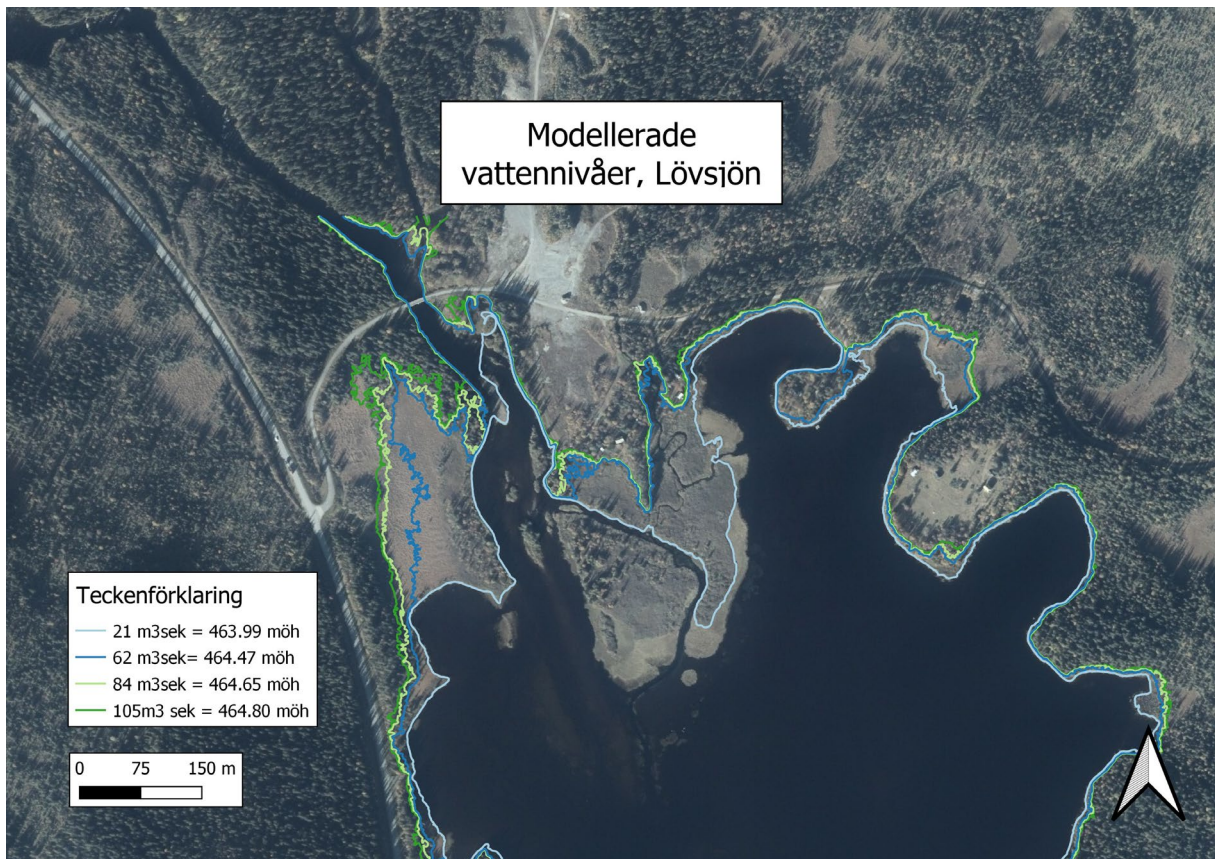 Modellerade
vattennivåer, Lövsjön
Teckenförklaring
21 m3sek = 463.99 möh
62 m3sek= 464.47 möh
84 m3sek = 464.65 möh
105m3 sek = 464.80 möh
0 75 150 m